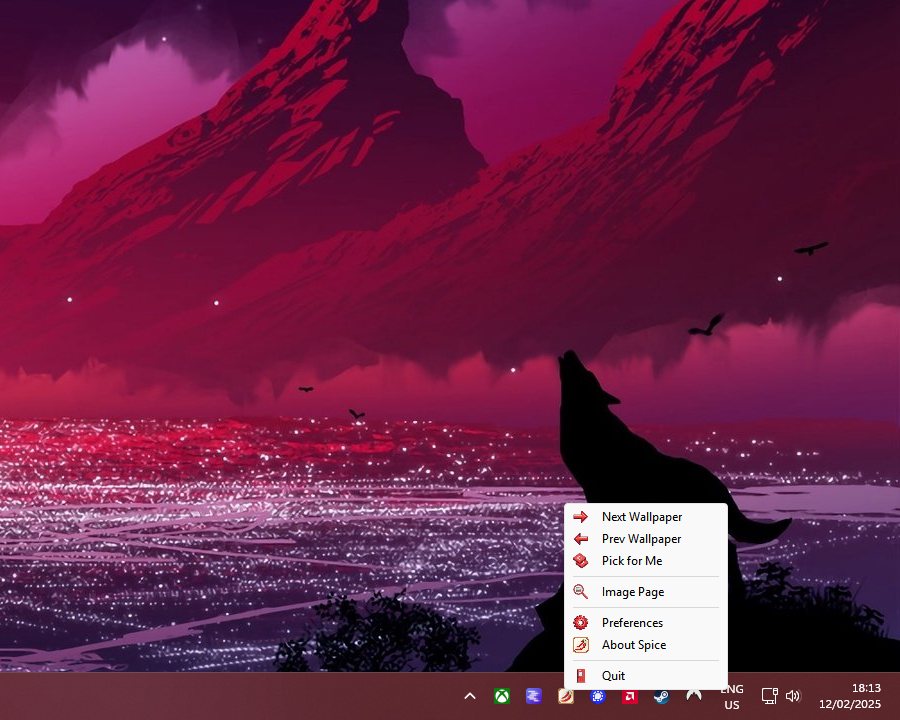 Next Wallpaper
Prev Wallpaper
Pick for Me
Image Page
Preferences
About Spice
Quit
ENG
US
18:13
12/02/2025